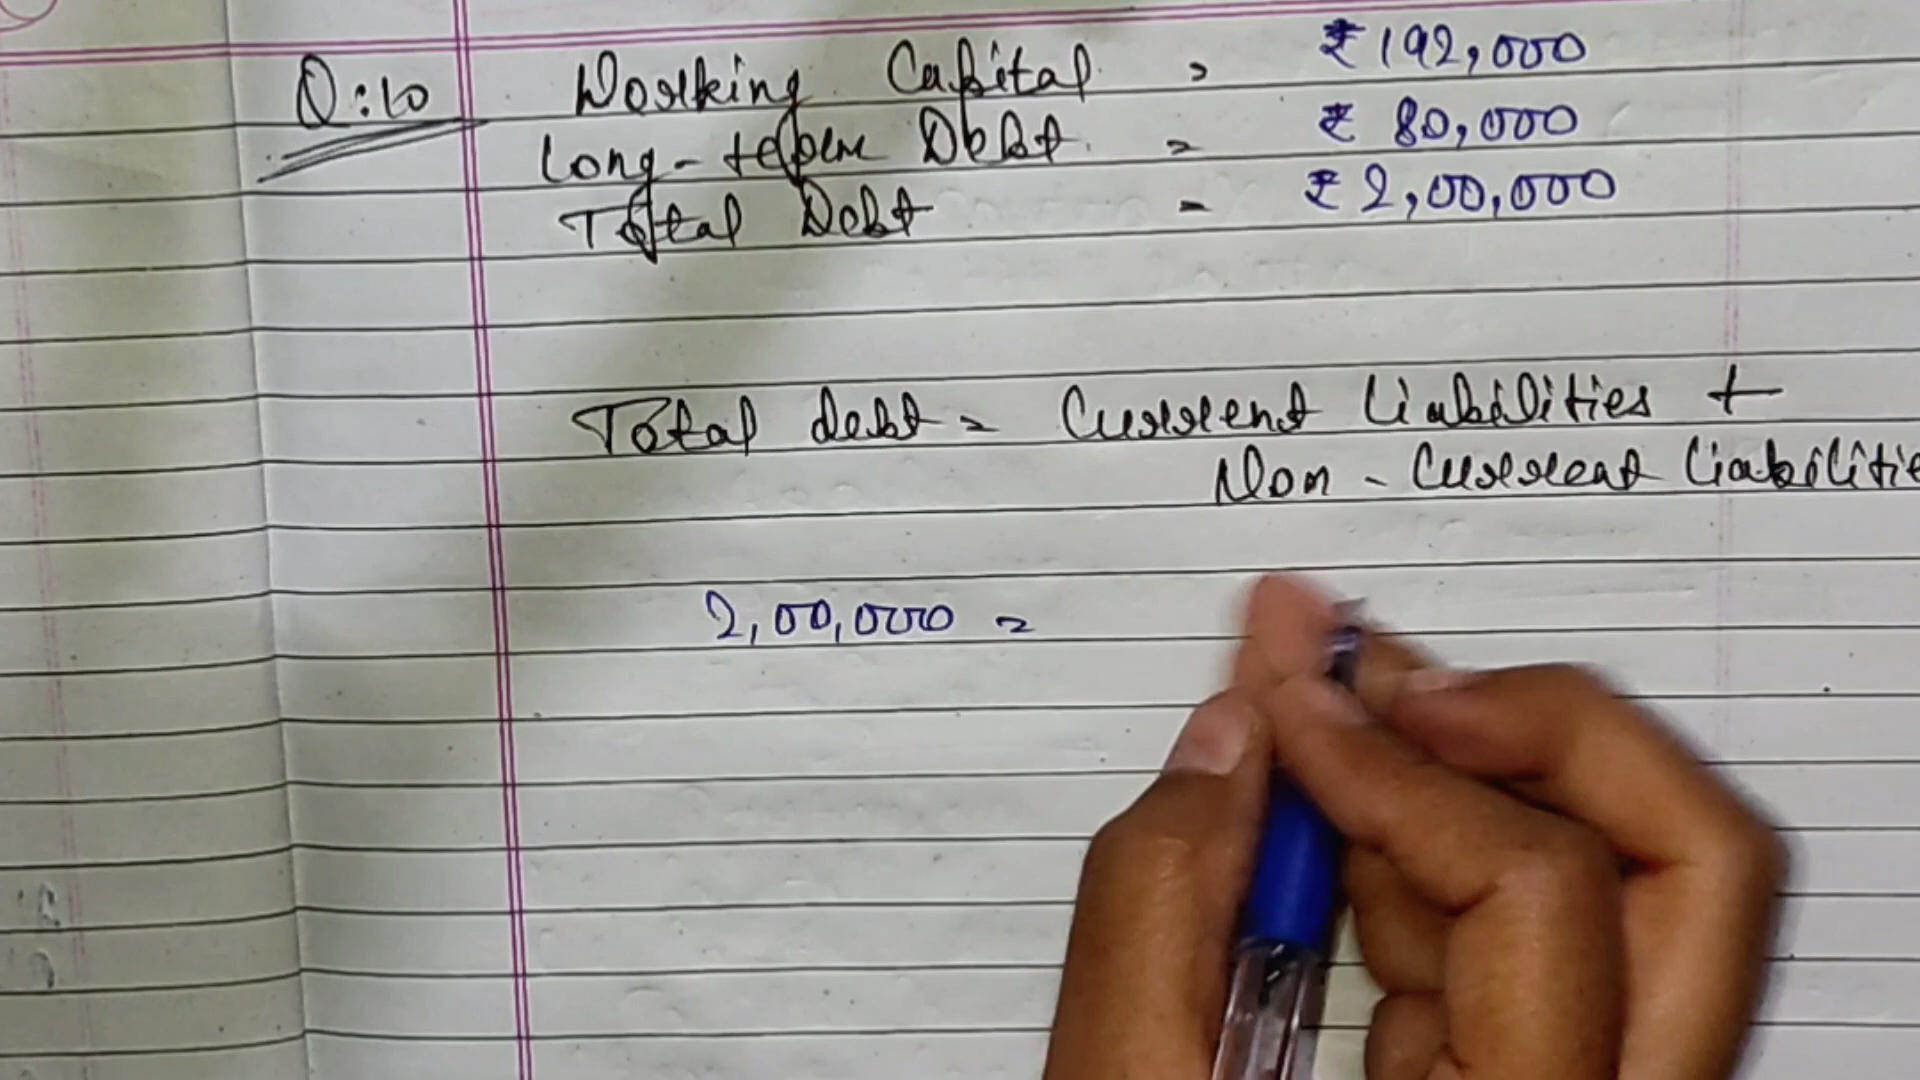 Q:10 Working Capital = ₹ 192,000
Long-term Debt = ₹ 80,000
Total Debt = ₹ 2,00,000
Total debt = Current Liabilities +
Non-Current Liabilitie
2,00,000 =